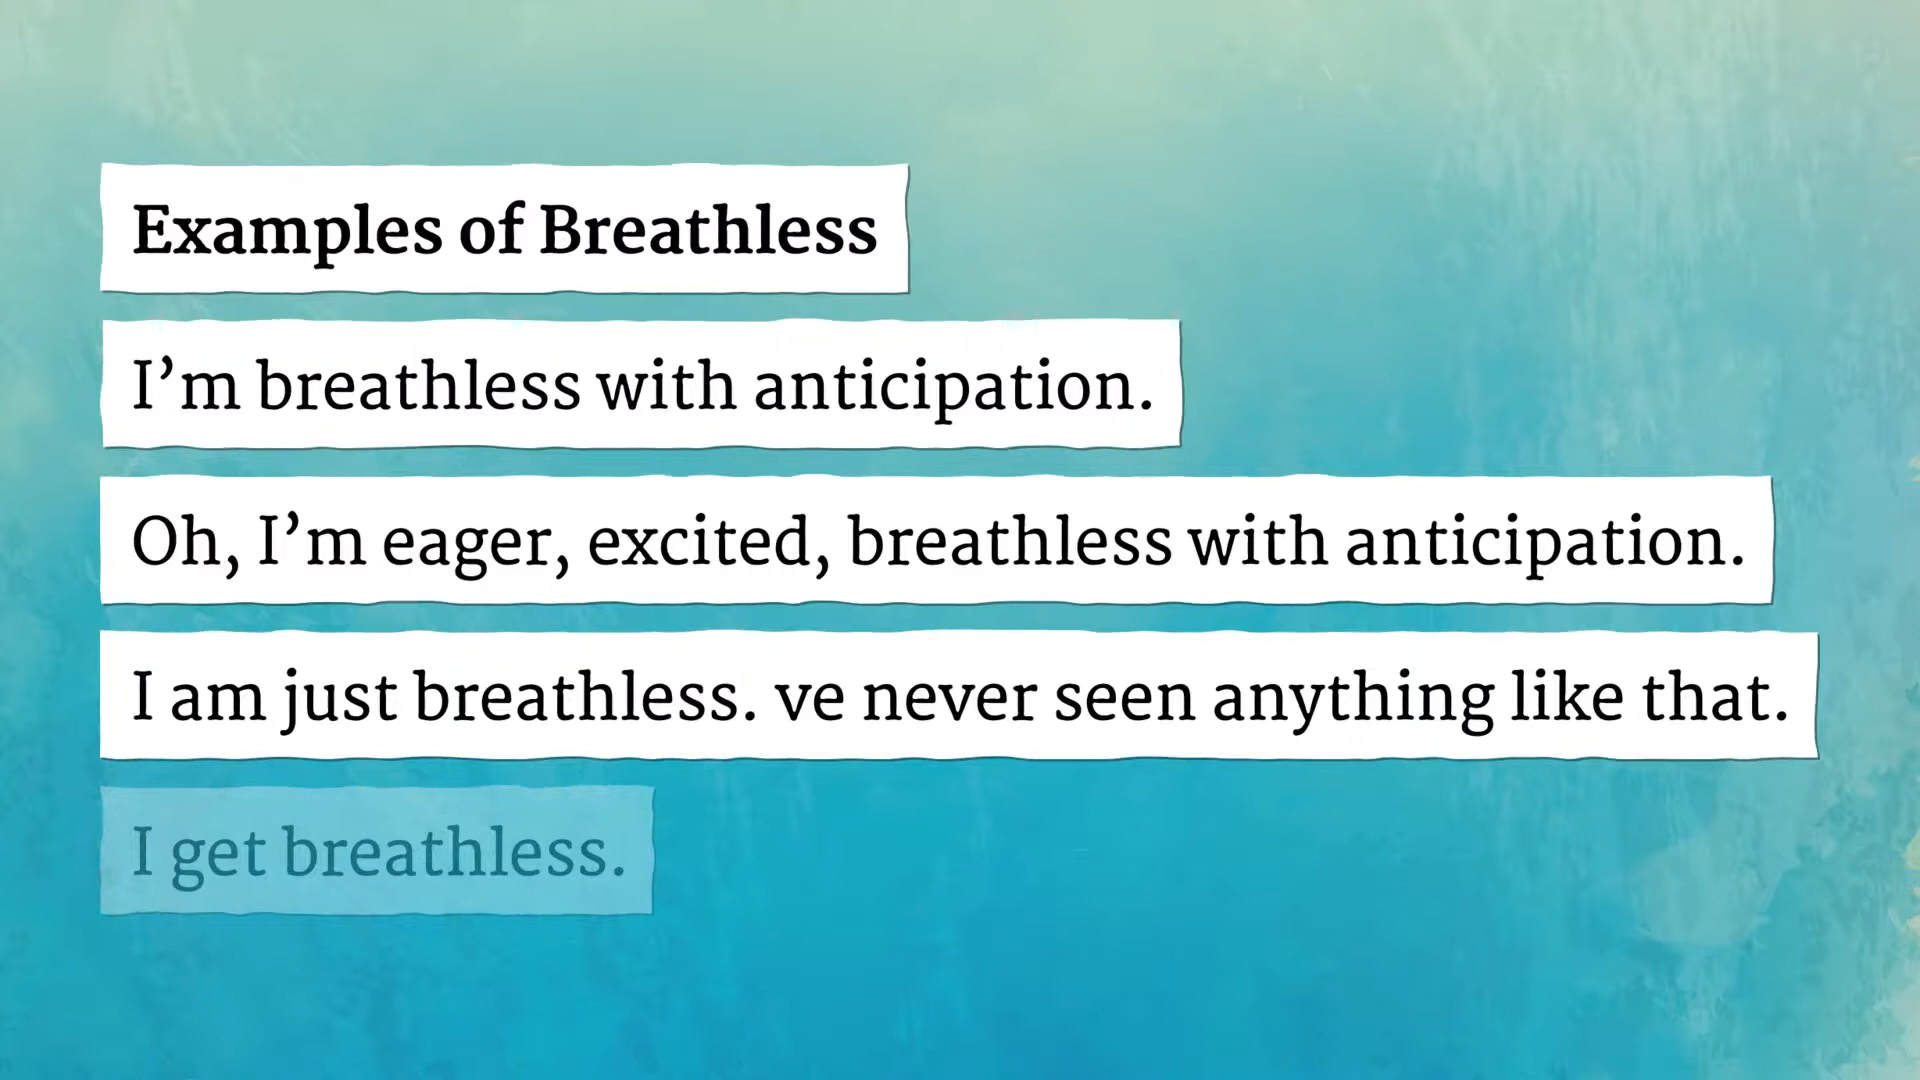 Examples of Breathless
I’m breathless with anticipation.
Oh, I’m eager, excited, breathless with anticipation.
I am just breathless. ve never seen anything like that.
I get breathless.